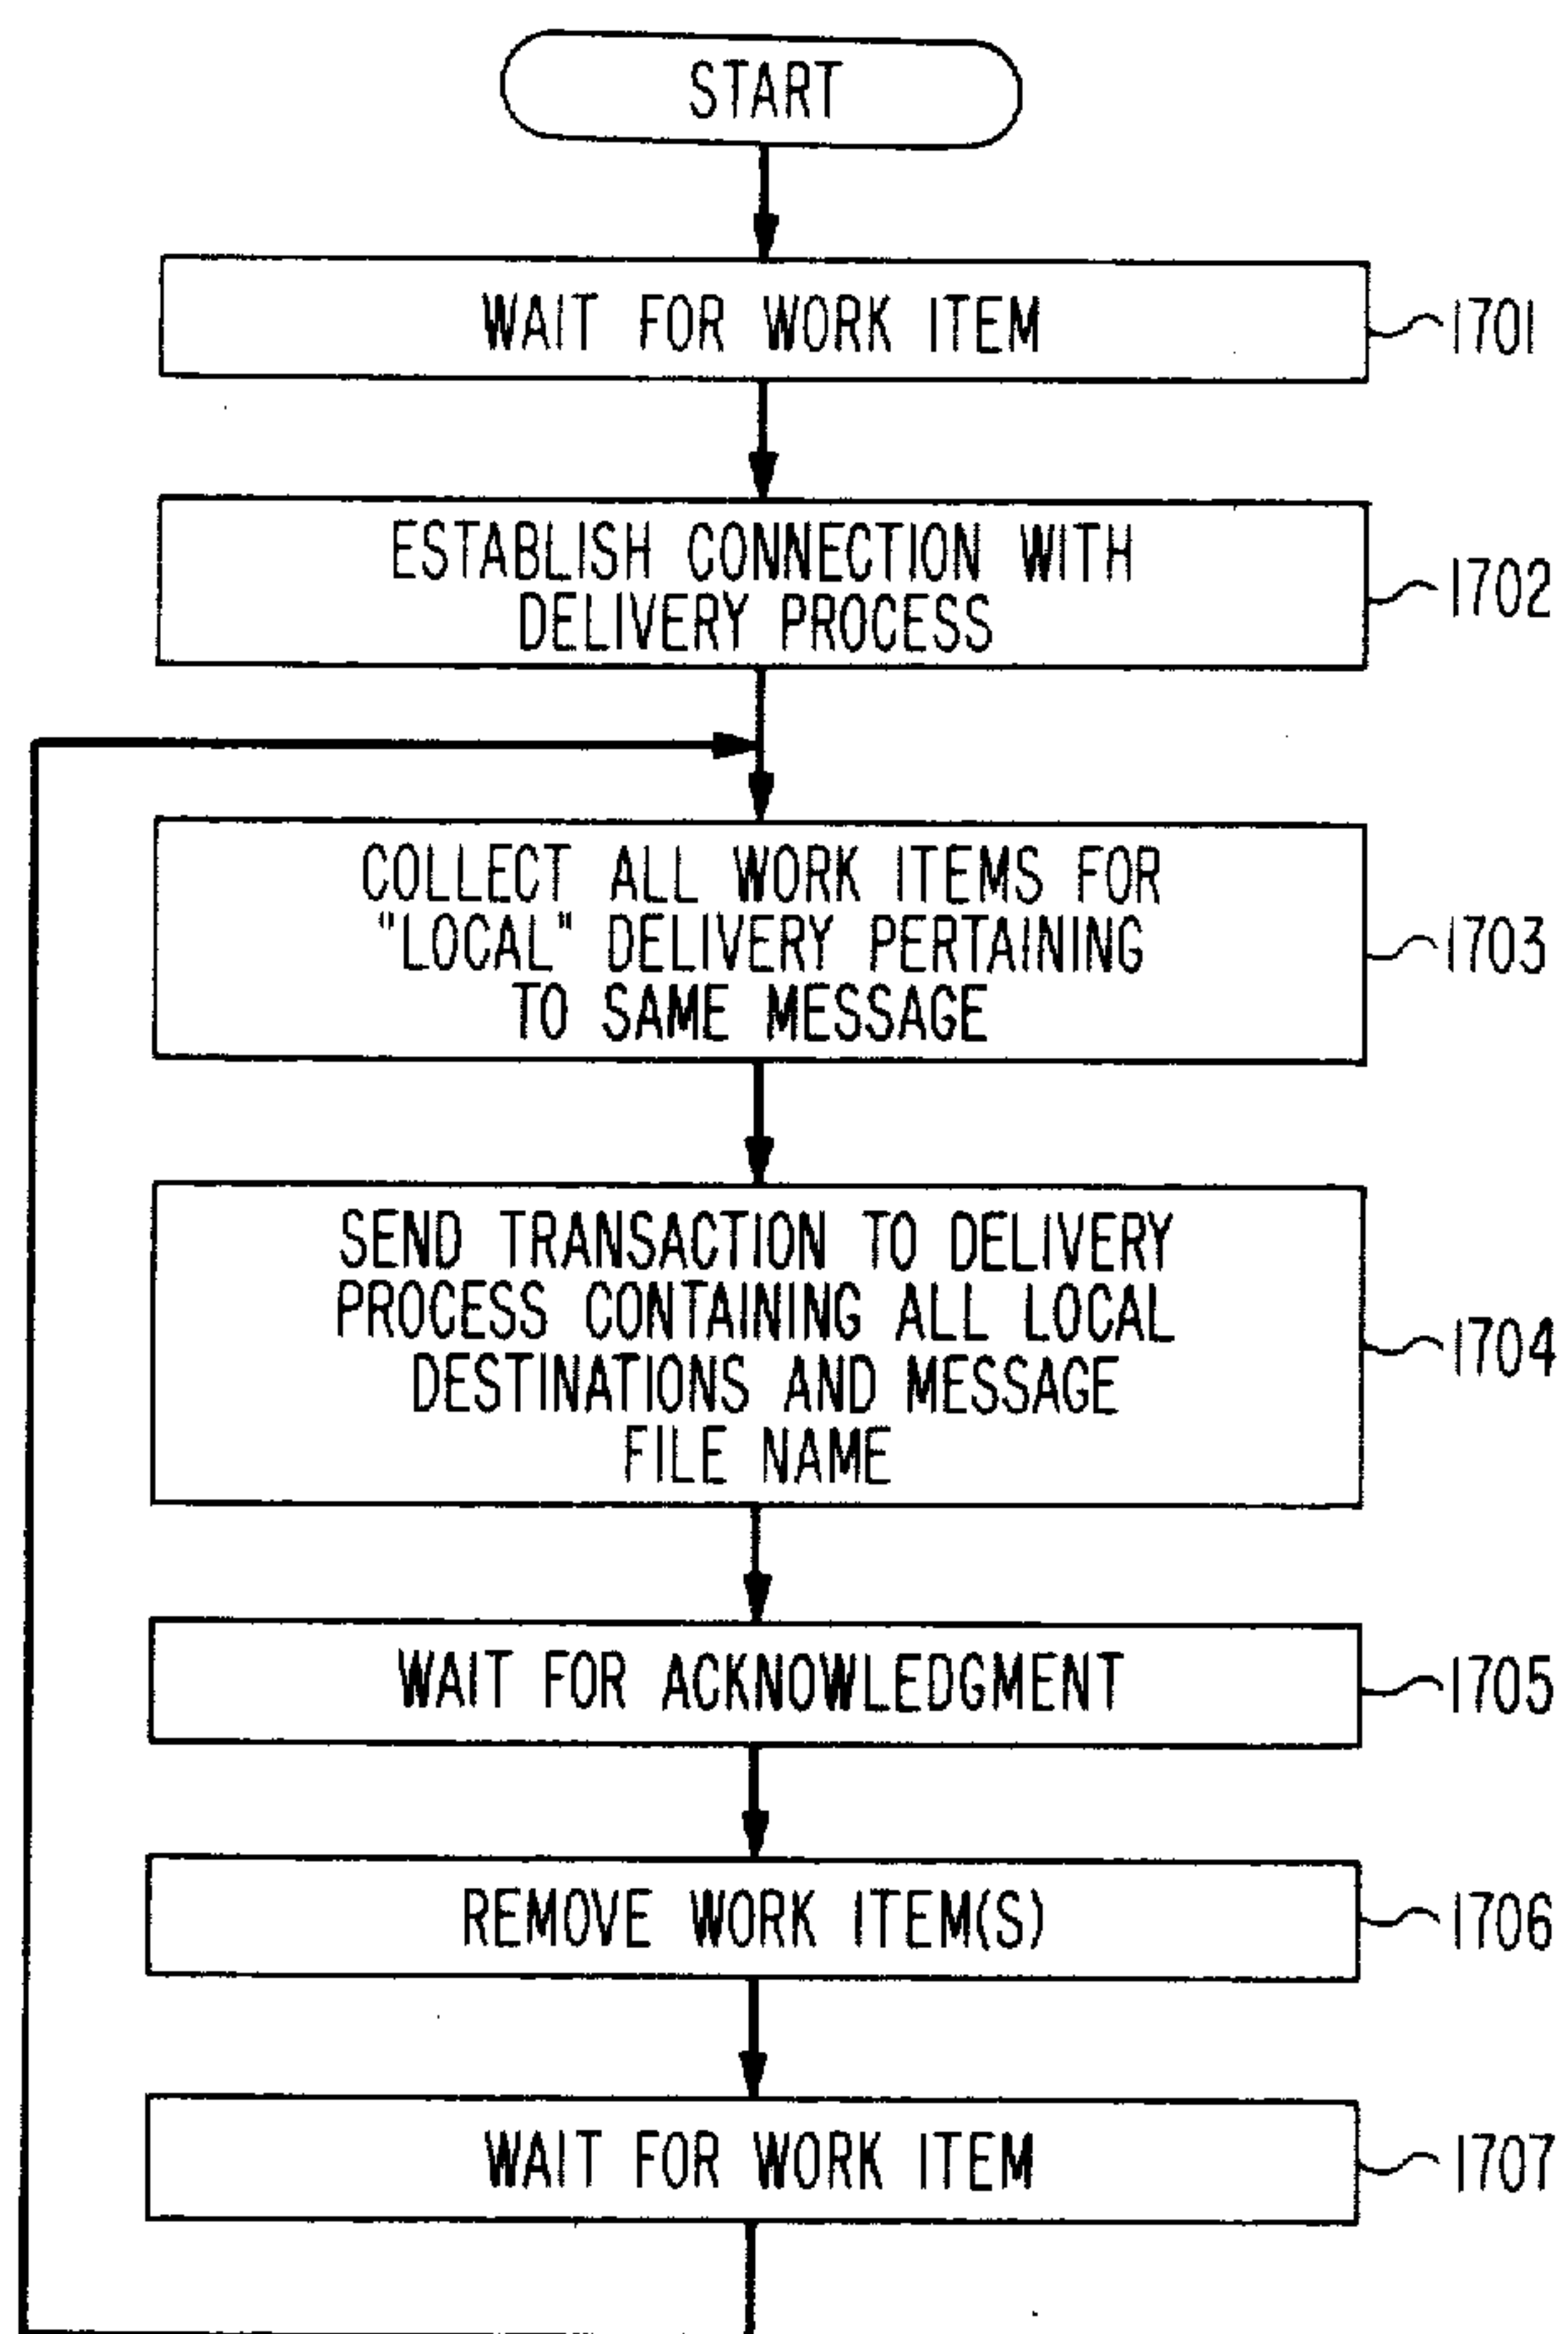 START
WAIT FOR WORK ITEM
1701
ESTABLISH CONNECTION WITH
DELIVERY PROCESS
1702
COLLECT ALL WORK ITEMS FOR
"LOCAL" DELIVERY PERTAINING
TO SAME MESSAGE
1703
SEND TRANSACTION TO DELIVERY
PROCESS CONTAINING ALL LOCAL
DESTINATIONS AND MESSAGE
FILE NAME
1704
WAIT FOR ACKNOWLEDGMENT
1705
REMOVE WORK ITEM(S)
1706
WAIT FOR WORK ITEM
1707